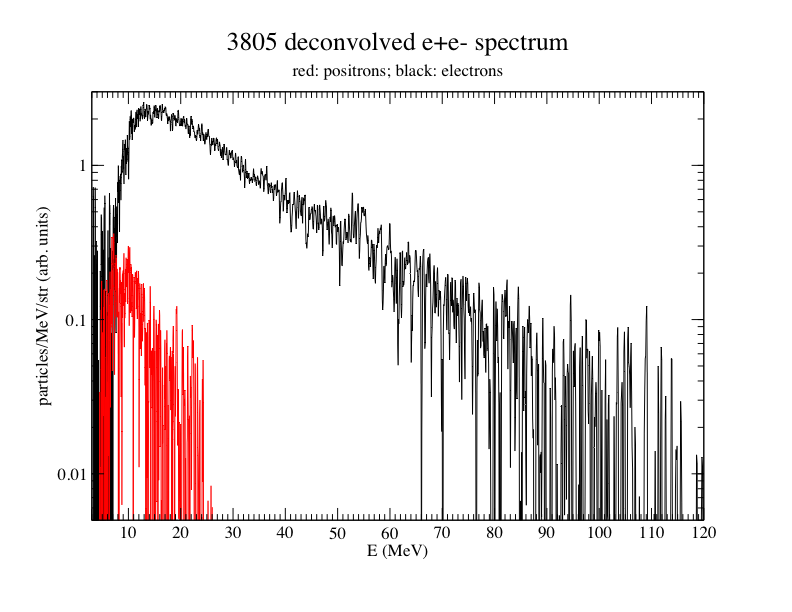 3805 deconvolved e+e- spectrum
red: positrons; black: electrons
particles/MeV/str (arb. units)
1
0.1
0.01
10 20 30 40 50 60 70 80 90 100 110 120
E (MeV)